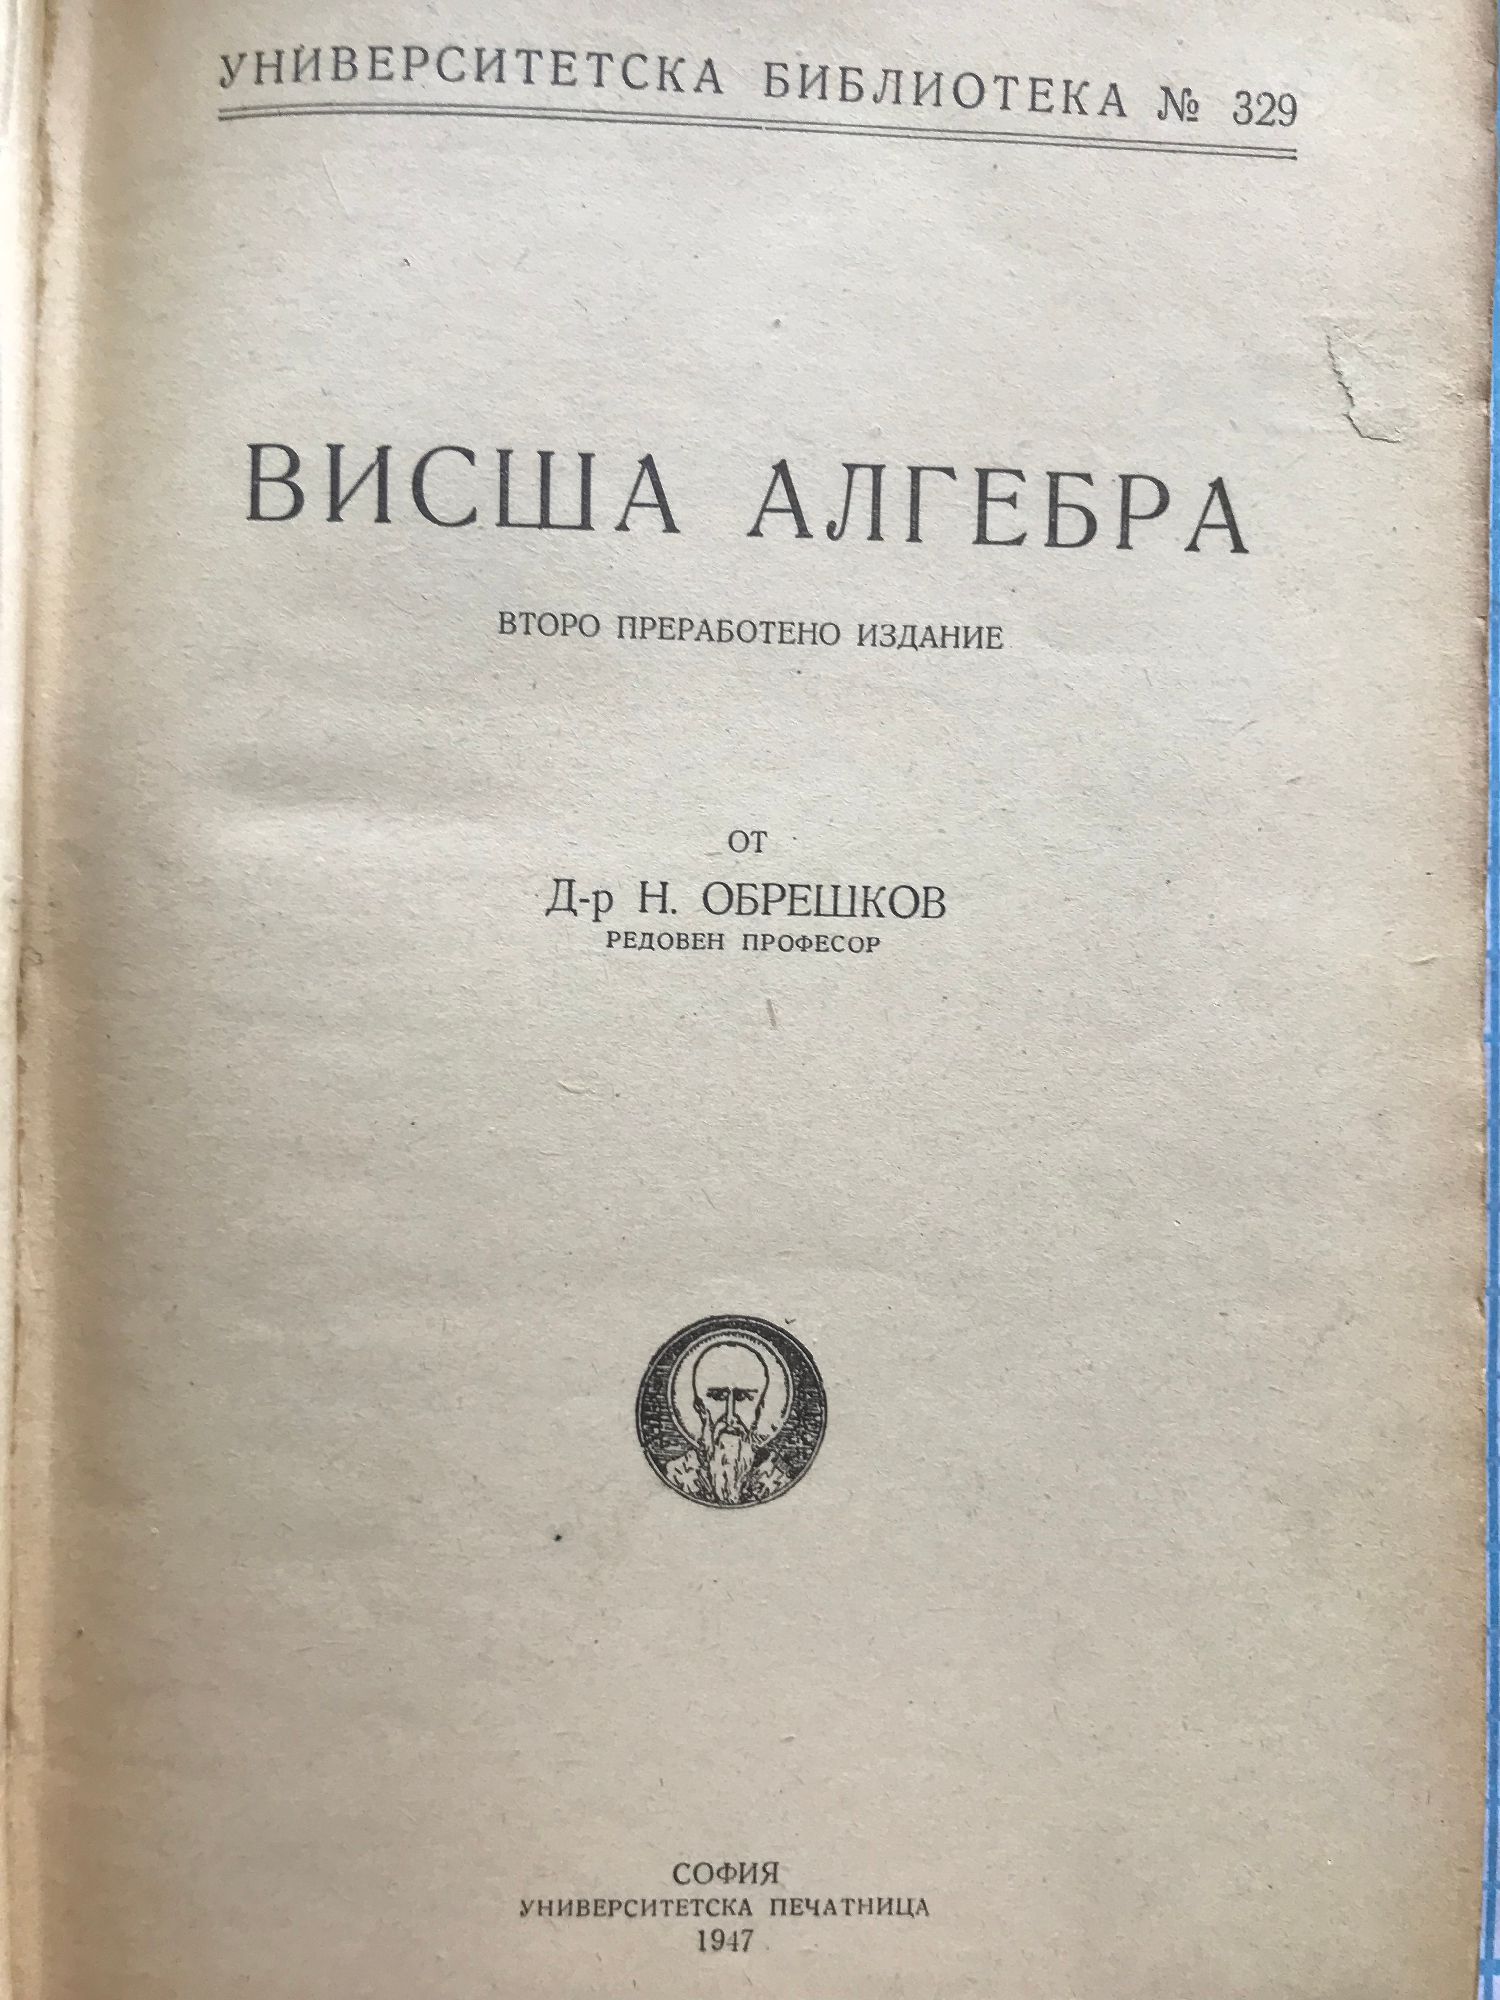 УНИВЕРСИТЕТСКА БИБЛИОТЕКА № 329
ВИСША АЛГЕБРА
ВТОРО ПРЕРАБОТЕНО ИЗДАНИЕ
ОТ
Д-р Н. ОБРЕШКОВ
РЕДОВЕН ПРОФЕСОР
СОФИЯ
УНИВЕРСИТЕТСКА ПЕЧАТНИЦА
1947